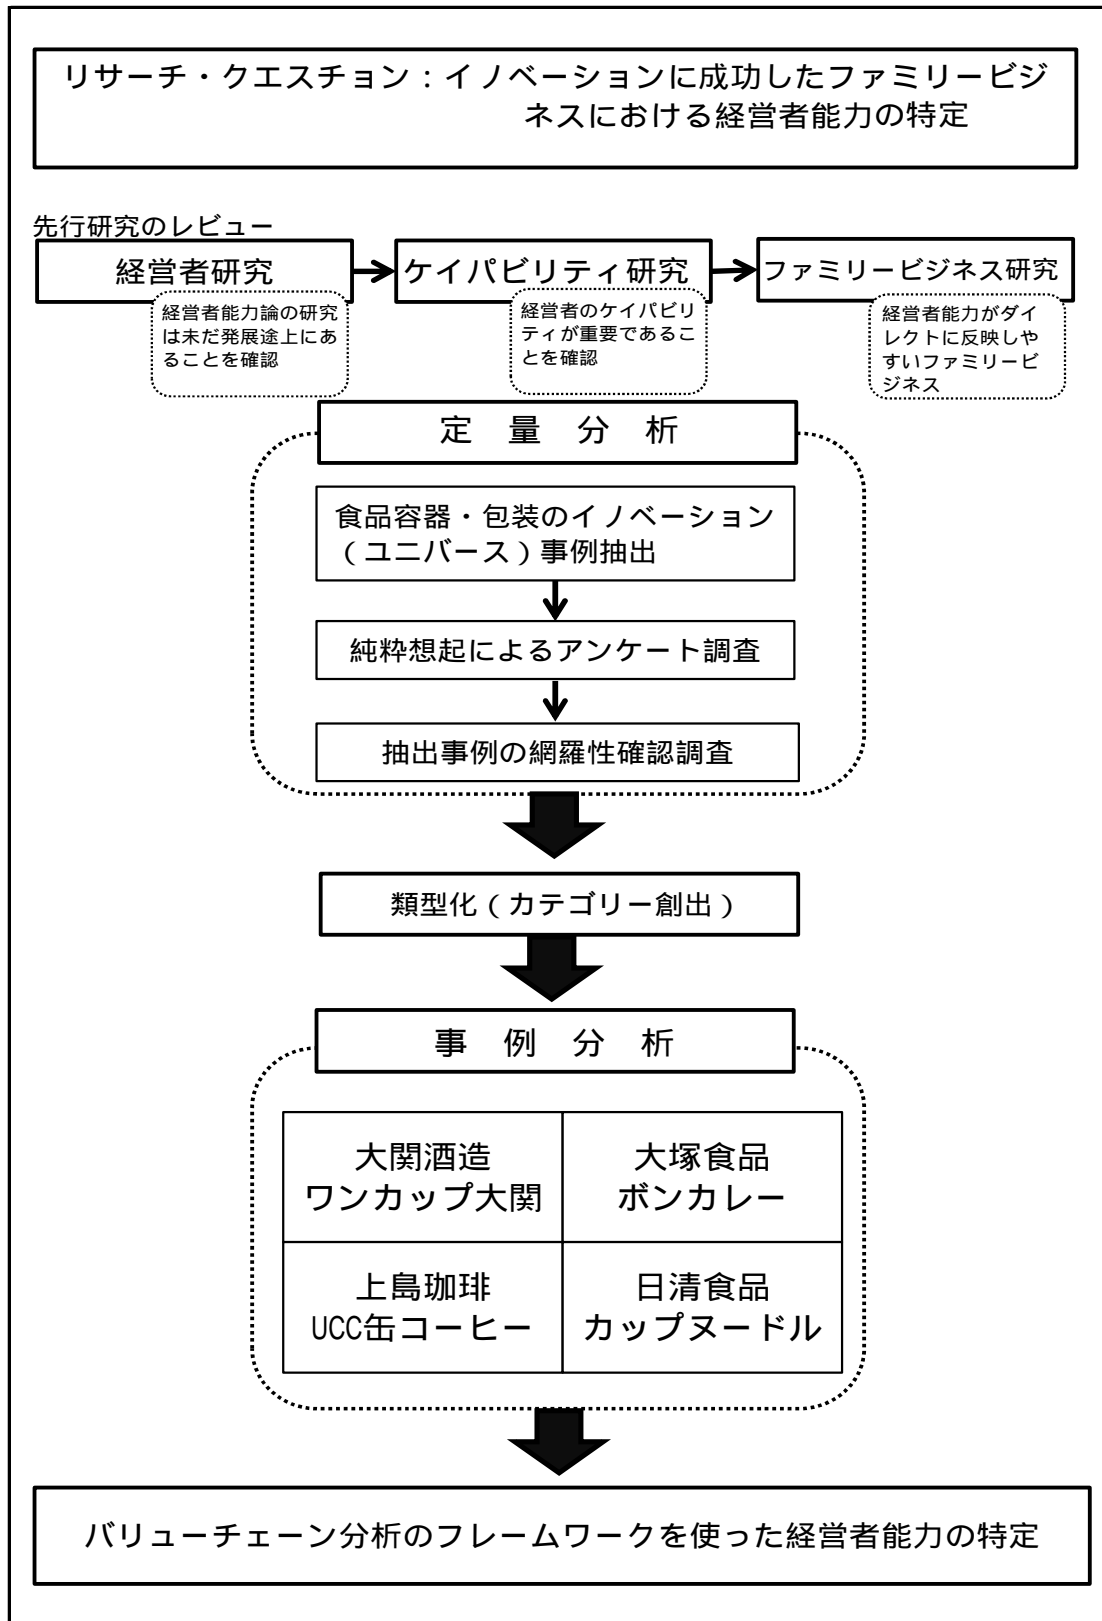 リサーチ・クエスチョン：イノベーションに成功したファミリービジ
ネスにおける経営者能力の特定
先行研究のレビュー
経営者研究
ケイパビリティ研究
ファミリービジネス研究
経営者能力論の研究
は未だ発展途上にあ
ることを確認
経営者のケイパビリ
ティが重要であるこ
とを確認
経営者能力がダイ
レクトに反映しや
すいファミリービ
ジネス
定　量　分　析
食品容器・包装のイノベーション
（ユニバース）事例抽出
純粋想起によるアンケート調査
抽出事例の網羅性確認調査
類型化（カテゴリー創出）
事　例　分　析
大関酒造
ワンカップ大関
大塚食品
ボンカレー
上島珈琲
UCC缶コーヒー
日清食品
カップヌードル
バリューチェーン分析のフレームワークを使った経営者能力の特定